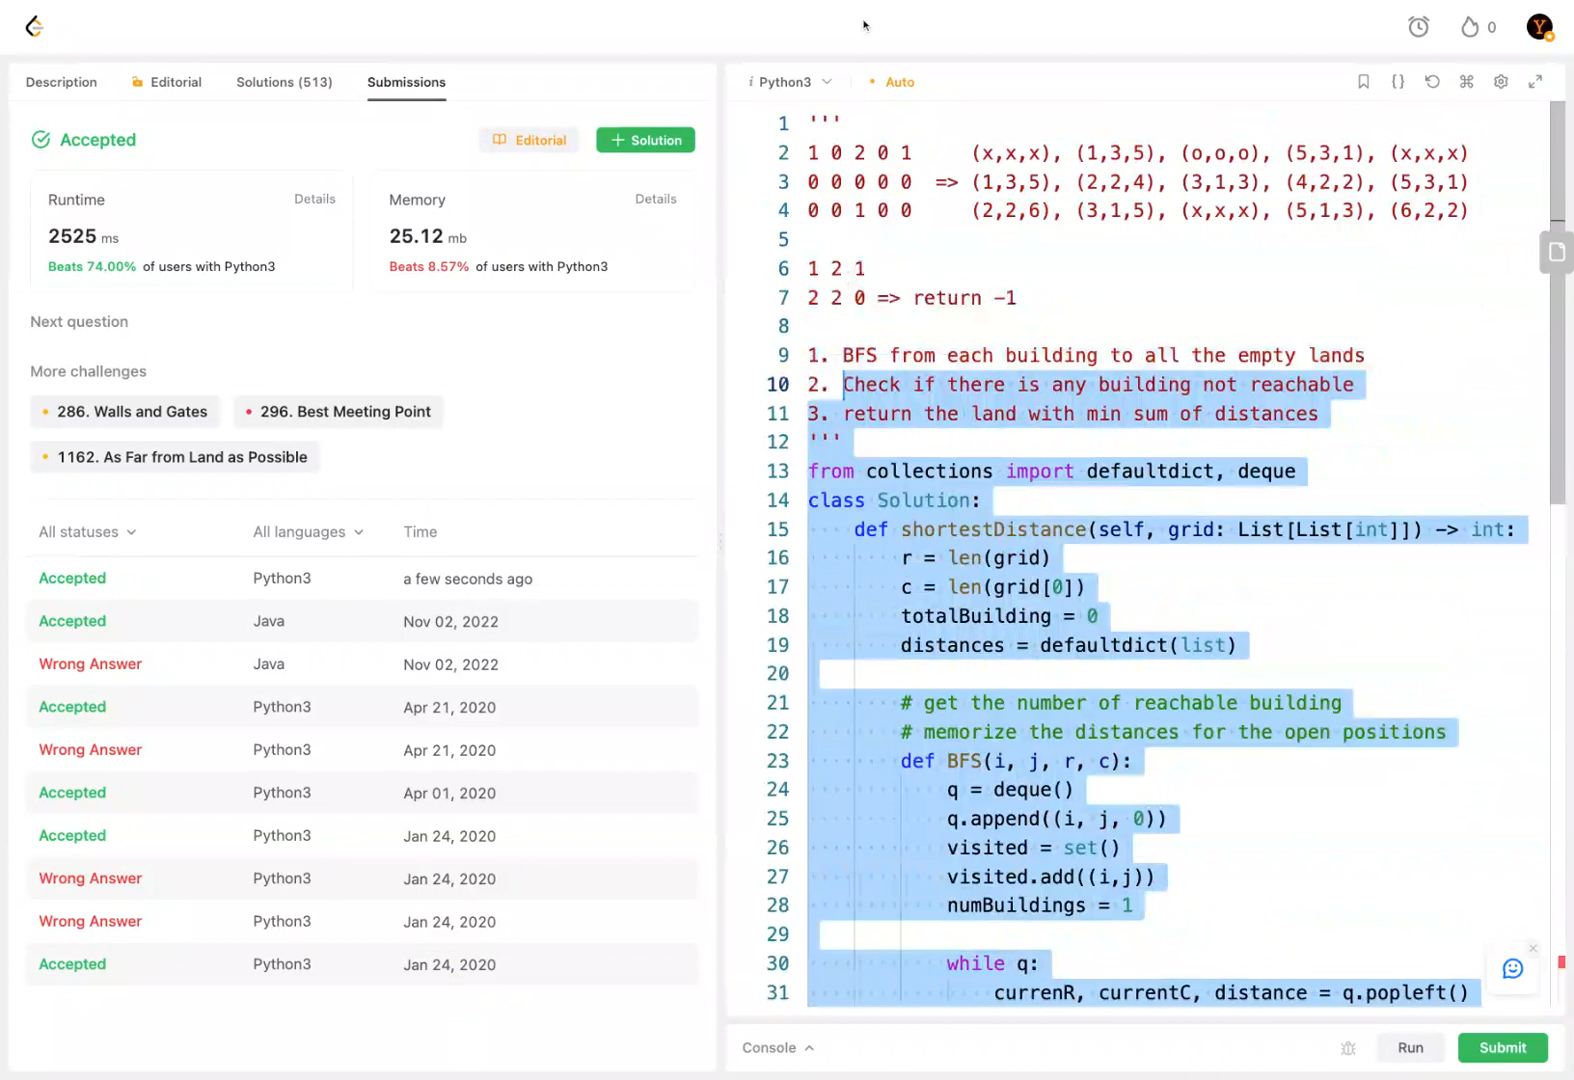 0
Y
Description
Editorial
Solutions (513)
Submissions
Accepted
Editorial
+ Solution
Runtime
Details
2525 ms
Beats 74.00% of users with Python3
Memory
Details
25.12 mb
Beats 8.57% of users with Python3
Next question
More challenges
286. Walls and Gates
296. Best Meeting Point
1162. As Far from Land as Possible
All statuses
All languages
Time
Accepted Python3 a few seconds ago
Accepted Java Nov 02, 2022
Wrong Answer Java Nov 02, 2022
Accepted Python3 Apr 21, 2020
Wrong Answer Python3 Apr 21, 2020
Accepted Python3 Apr 01, 2020
Accepted Python3 Jan 24, 2020
Wrong Answer Python3 Jan 24, 2020
Wrong Answer Python3 Jan 24, 2020
Accepted Python3 Jan 24, 2020
i Python3
Auto
1 '''
2 1 0 2 0 1 (x,x,x), (1,3,5), (o,o,o), (5,3,1), (x,x,x)
3 0 0 0 0 0 => (1,3,5), (2,2,4), (3,1,3), (4,2,2), (5,3,1)
4 0 0 1 0 0 (2,2,6), (3,1,5), (x,x,x), (5,1,3), (6,2,2)
5
6 1 2 1
7 2 2 0 => return -1
8
9 1. BFS from each building to all the empty lands
10 2. Check if there is any building not reachable
11 3. return the land with min sum of distances
12 '''
13 from collections import defaultdict, deque
14 class Solution:
15 def shortestDistance(self, grid: List[List[int]]) -> int:
16 r = len(grid)
17 c = len(grid[0])
18 totalBuilding = 0
19 distances = defaultdict(list)
20
21 # get the number of reachable building
22 # memorize the distances for the open positions
23 def BFS(i, j, r, c):
24 q = deque()
25 q.append((i, j, 0))
26 visited = set()
27 visited.add((i,j))
28 numBuildings = 1
29
30 while q:
31 currenR, currentC, distance = q.popleft()
Console
Run
Submit